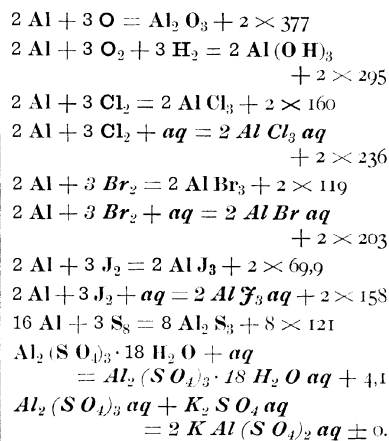 2 Al + 3 O = Al₂ O₃ + 2 × 377
2 Al + 3 O₂ + 3 H₂ = 2 Al (O H)₃
+ 2 × 295
2 Al + 3 Cl₂ = 2 Al Cl₃ + 2 × 160
2 Al + 3 Cl₂ + aq = 2 Al Cl₃ aq
+ 2 × 236
2 Al + 3 Br₂ = 2 Al Br₃ + 2 × 119
2 Al + 3 Br₂ + aq = 2 Al Br aq
+ 2 × 203
2 Al + 3 J₂ = 2 Al J₃ + 2 × 69,9
2 Al + 3 J₂ + aq = 2 Al J₃ aq + 2 × 158
16 Al + 3 S₈ = 8 Al₂ S₃ + 8 × 121
Al₂ (S O₄)₃ · 18 H₂ O + aq
= Al₂ (S O₄)₃ · 18 H₂ O aq + 4,1
Al₂ (S O₄)₃ aq + K₂ S O₄ aq
= 2 K Al (S O₄)₂ aq ± 0.